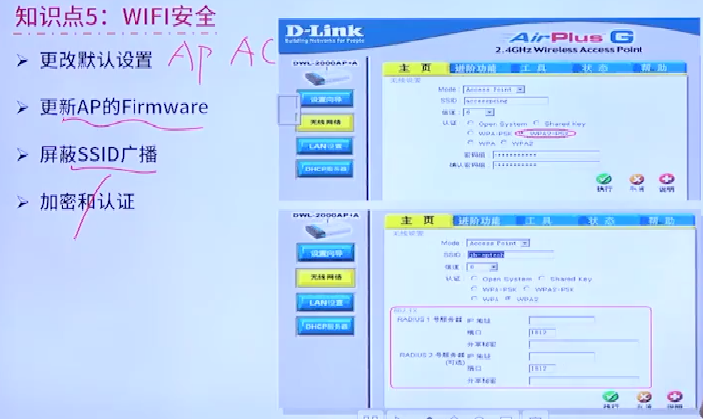 知识点5：WIFI安全
更改默认设置 AP AC
更新AP的Firmware
屏蔽SSID广播
加密和认证
D-Link
Building Networks for People
AirPlus G
2.4GHz Wireless Access Point
DWL-2000AP+A
设置向导
无线网络
LAN设置
DHCP服务器
主页 进阶功能 工具 状态 帮助
无线设置
Mode: Access Point
SSID
信道: 6
认证: Open System Shared Key
WPA-PSK WPA2-PSK
WPA WPA2
密码组:
确认密码组:
执行 取消 说明
DWL-2000AP+A
设置向导
无线网络
LAN设置
DHCP服务器
主页 进阶功能 工具 状态 帮助
无线设置
Mode Access Point
SSID
信道 6
认证 Open System Shared Key
WPA-PSK WPA2-PSK
WPA WPA2
802.1X
RADIUS 1 号服务器 IP 地址
端口 1812
分享秘密
RADIUS 2 号服务器 IP 地址
(可选) 端口 1812
分享秘密
执行 取消 说明